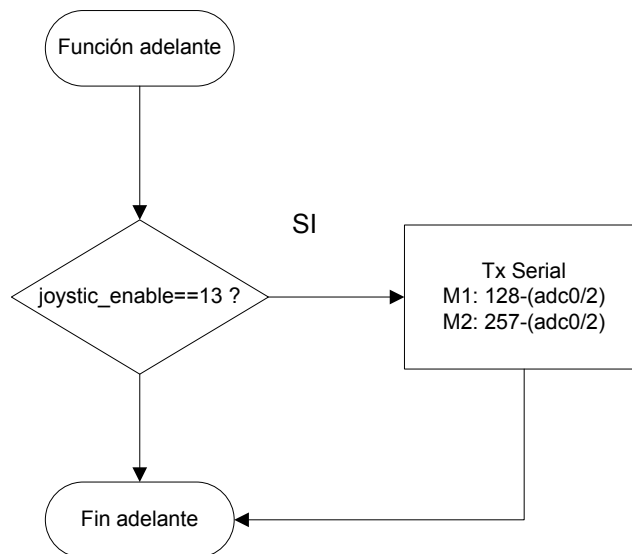 Función adelante
SI
joystic_enable==13 ?
Tx Serial
M1: 128-(adc0/2)
M2: 257-(adc0/2)
Fin adelante